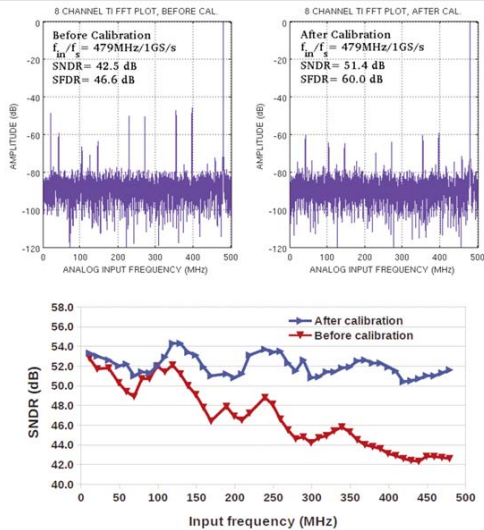 8 CHANNEL TI FFT PLOT, BEFORE CAL.
Before Calibration
f_in/f_s = 479MHz/1GS/s
SNDR= 42.5 dB
SFDR= 46.6 dB
AMPLITUDE (dB)
0
-20
-40
-60
-80
-100
-120
0 100 200 300 400 500
ANALOG INPUT FREQUENCY (MHz)
8 CHANNEL TI FFT PLOT, AFTER CAL.
After Calibration
f_in/f_s = 479MHz/1GS/s
SNDR= 51.4 dB
SFDR= 60.0 dB
AMPLITUDE (dB)
0
-20
-40
-60
-80
-100
-120
0 100 200 300 400 500
ANALOG INPUT FREQUENCY (MHz)
58.0
56.0
54.0
52.0
50.0
48.0
46.0
44.0
42.0
40.0
SNDR (dB)
After calibration
Before calibration
0 50 100 150 200 250 300 350 400 450 500
Input frequency (MHz)